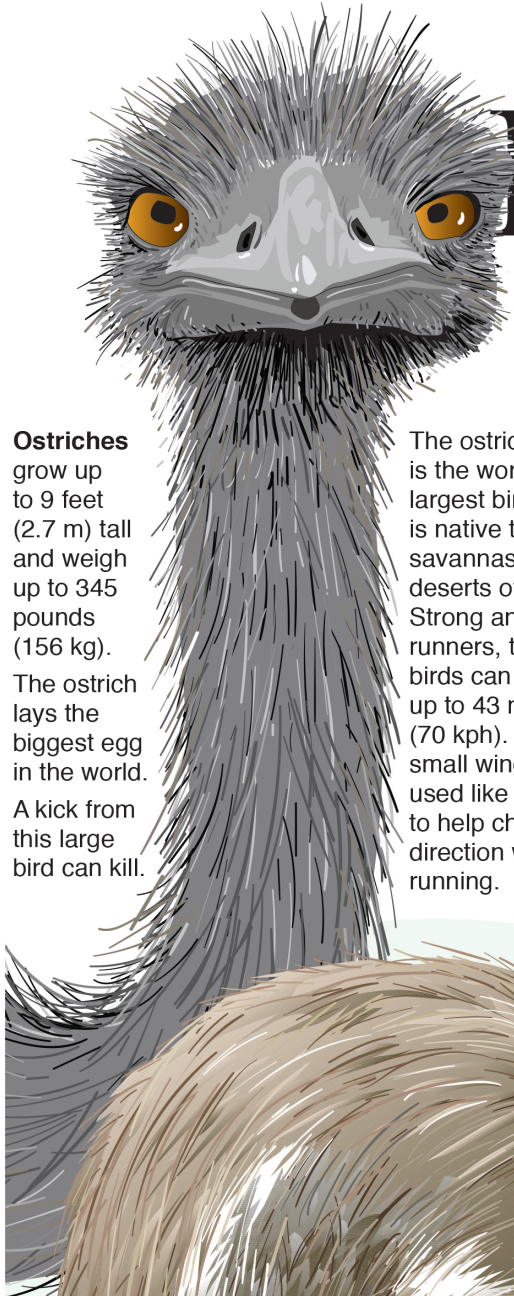 Ostriches
grow up
to 9 feet
(2.7 m) tall
and weigh
up to 345
pounds
(156 kg).
The ostrich
lays the
biggest egg
in the world.
A kick from
this large
bird can kill.
The
is the
largest
is native
savannas
deserts
Strong
runners,
birds can
up to 43
(70 kph).
small
used like
to help
direction
running.